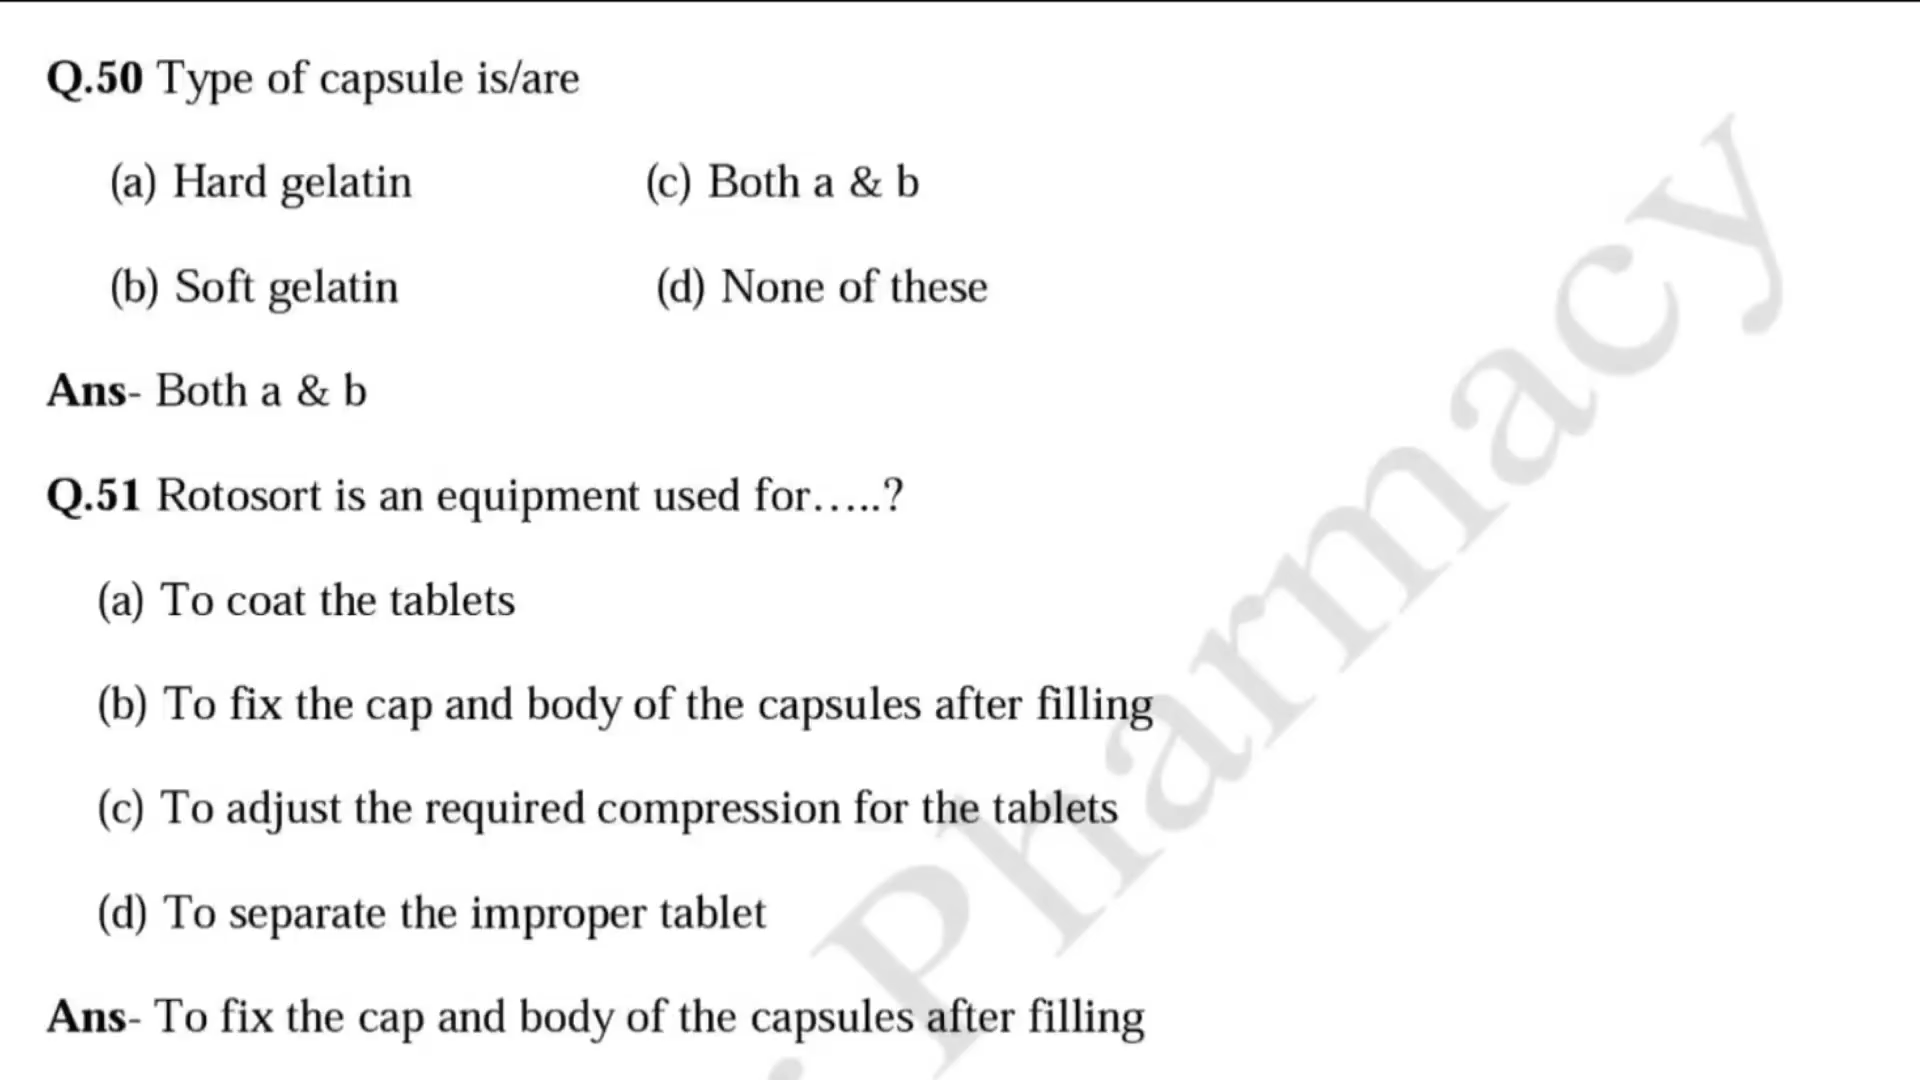 Q.50 Type of capsule is/are
(a) Hard gelatin (c) Both a & b
(b) Soft gelatin (d) None of these
Ans- Both a & b
Q.51 Rotosort is an equipment used for.....?
(a) To coat the tablets
(b) To fix the cap and body of the capsules after filling
(c) To adjust the required compression for the tablets
(d) To separate the improper tablet
Ans- To fix the cap and body of the capsules after filling
Pharmacy